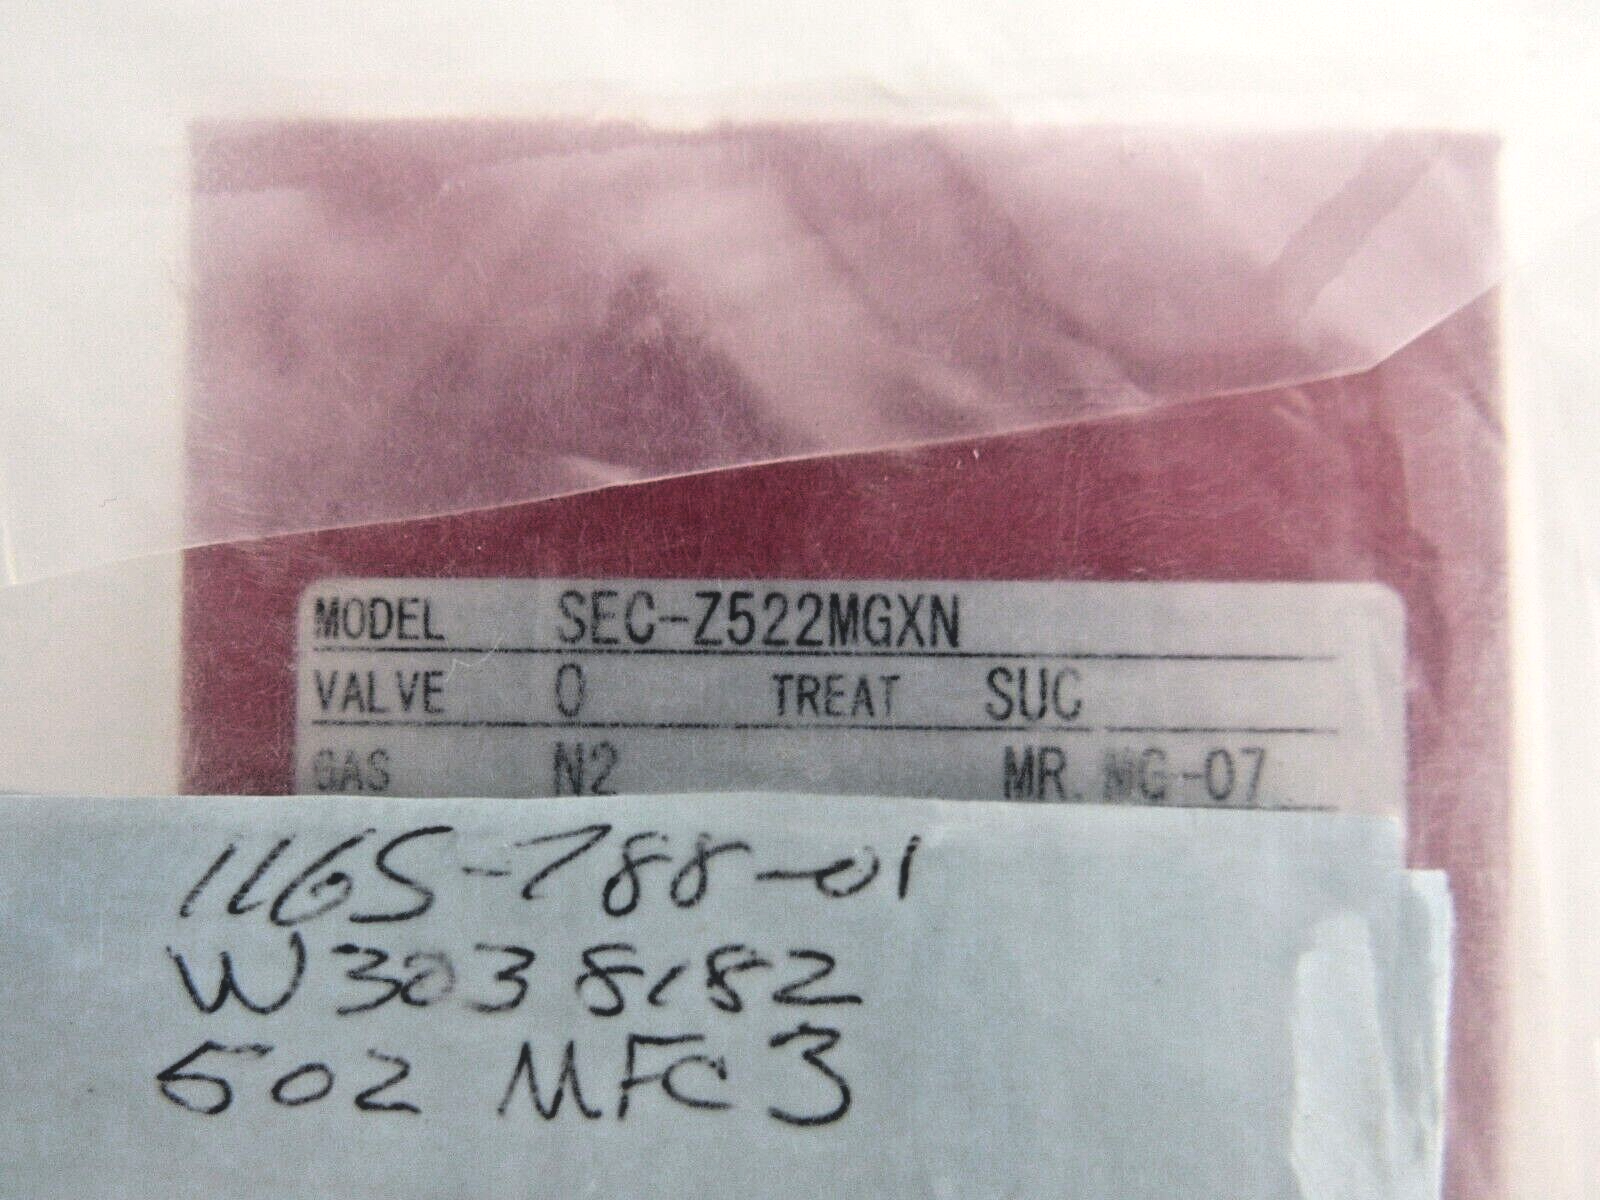 MODEL SEC-Z522MGXN
VALVE O TREAT SUC
GAS N2 MR. MG-07
1165-788-01
W3038182
502 MFC3